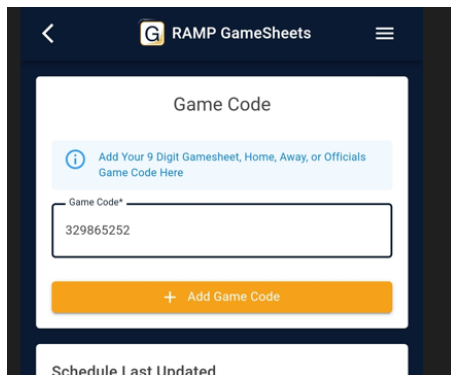 G RAMP GameSheets
Game Code
Add Your 9 Digit Gamesheet, Home, Away, or Officials
Game Code Here
Game Code*
329865252
+ Add Game Code
Schedule Last Updated